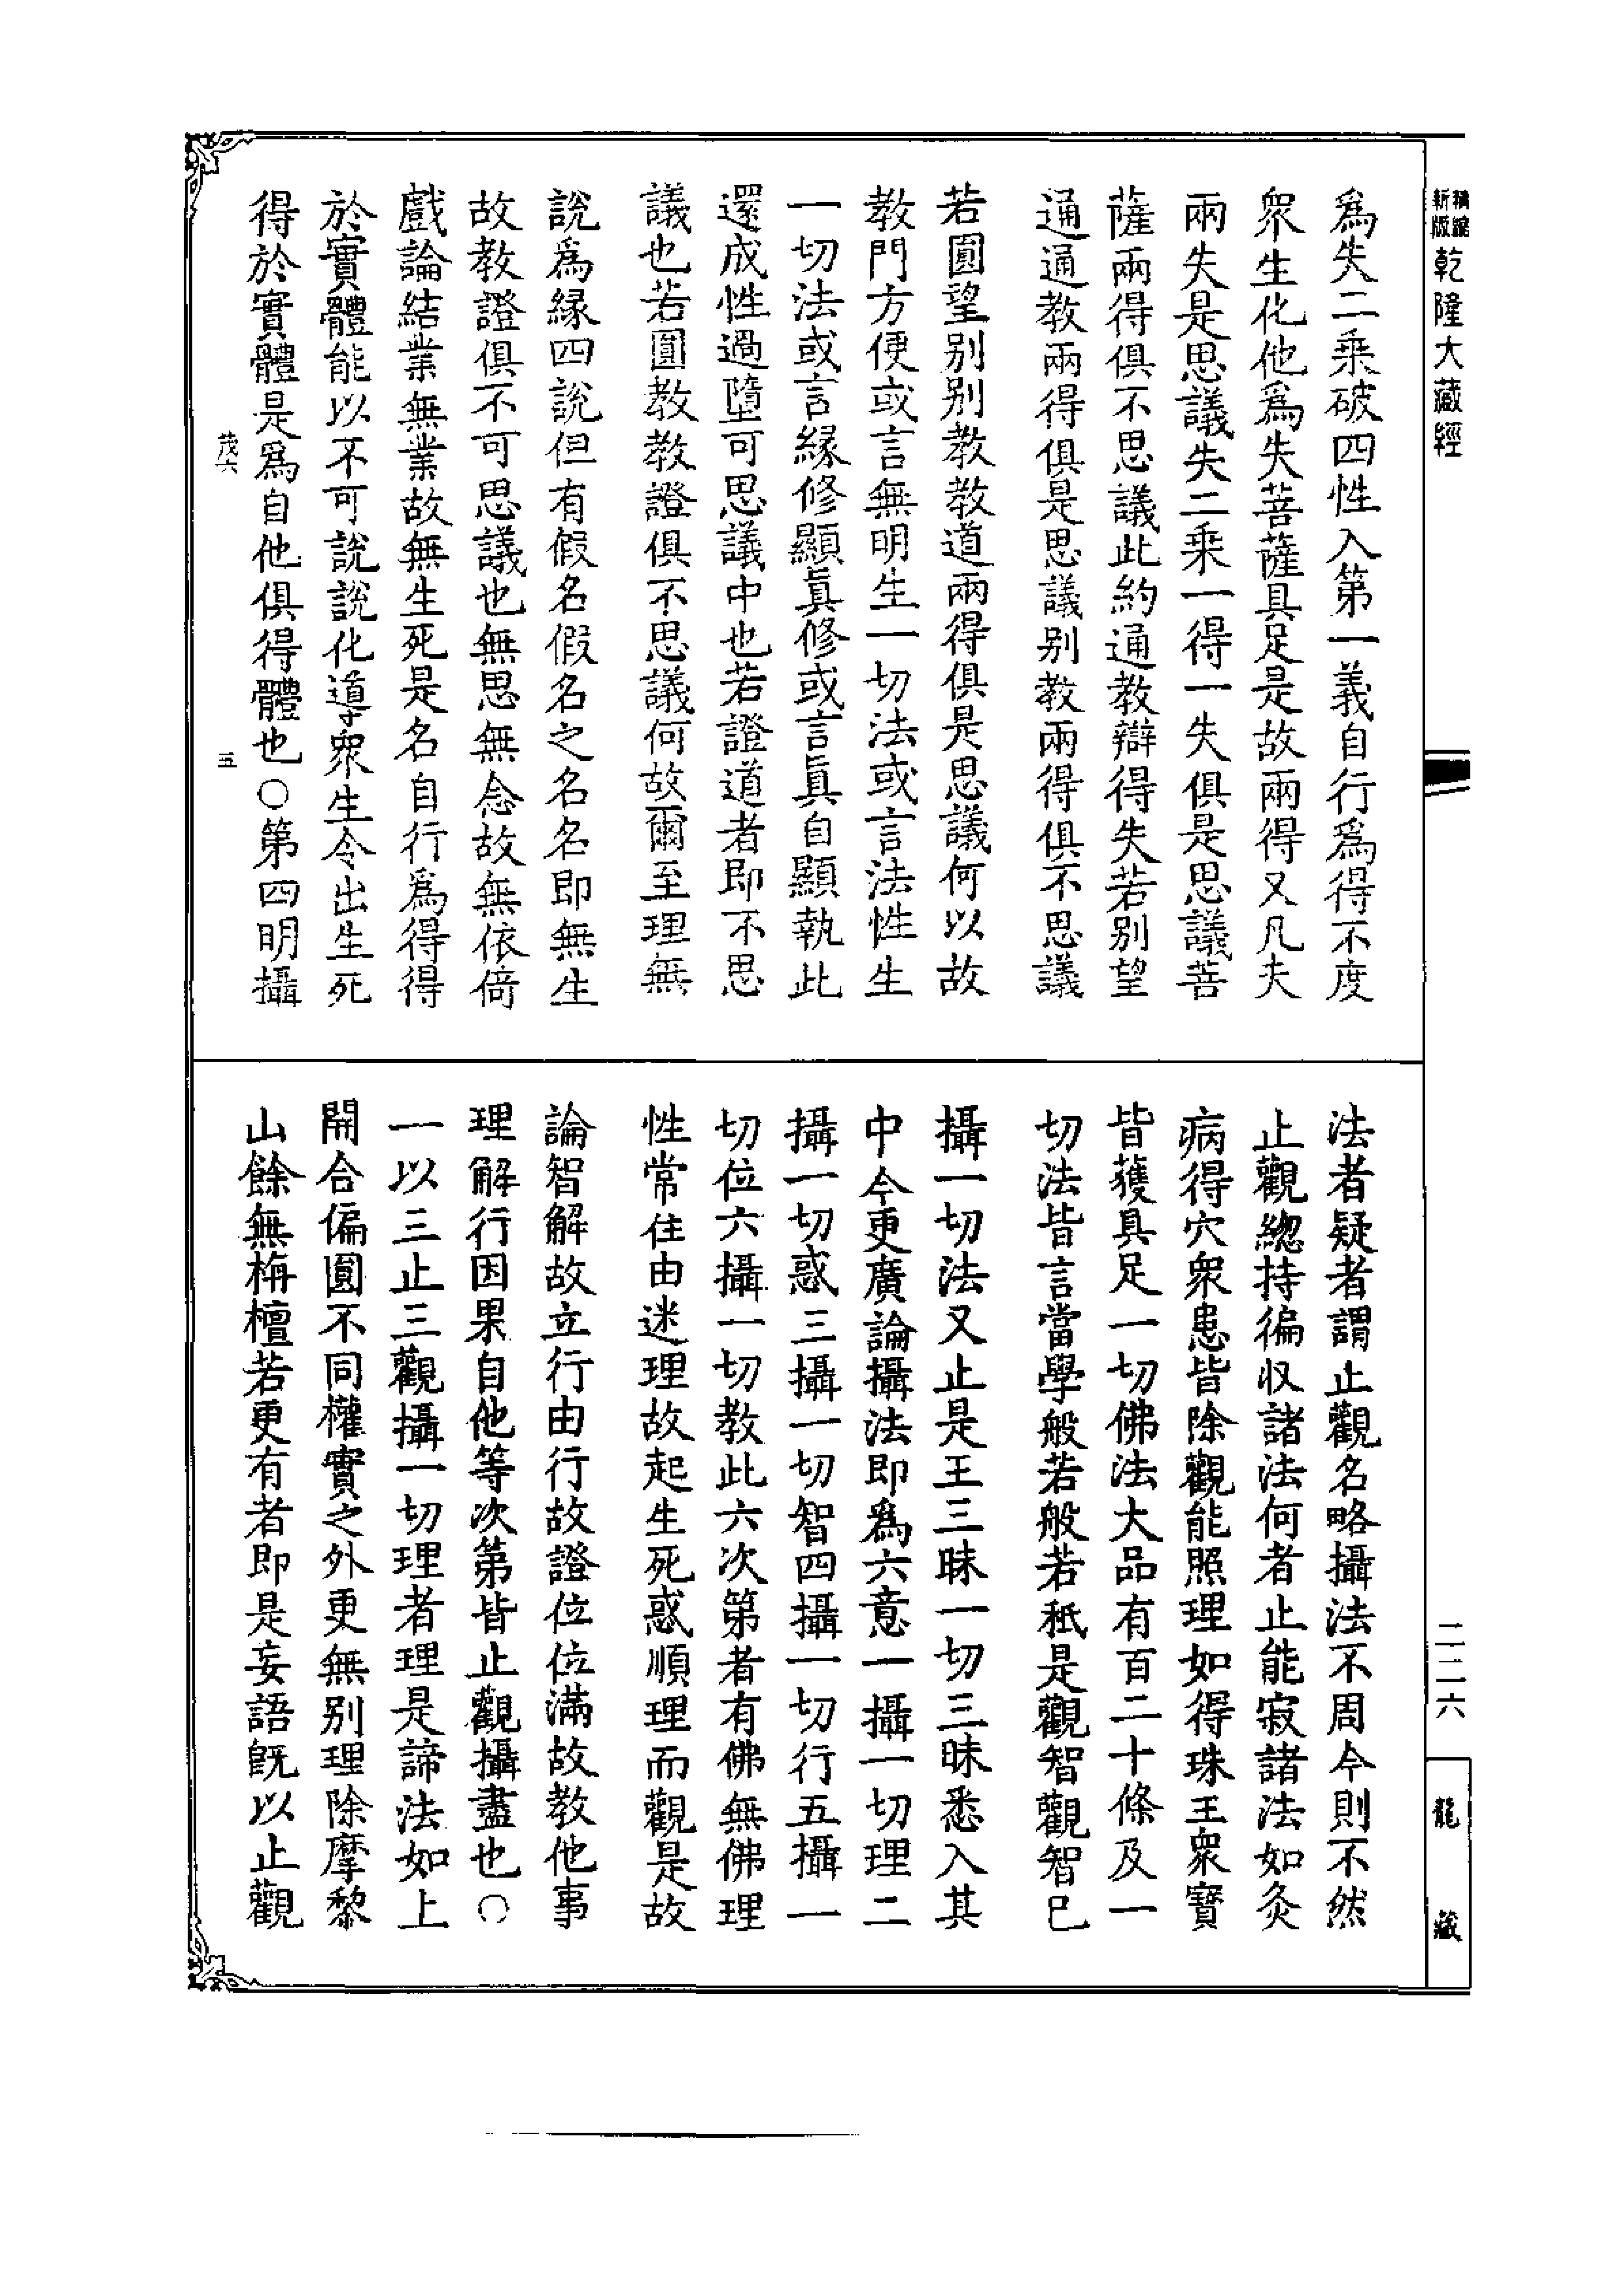 精縮新版
乾隆大藏經
為失二乘破四性入第一義自行為得不度
衆生化他為失菩薩具足是故兩得又凡夫
兩失是思議失二乘一得一失俱是思議菩
薩兩得俱不思議此約通教辯得失若別望
通通教兩得俱是思議别教兩得俱不思議
若圓望别别教教道兩得俱是思議何以故
教門方便或言無明生一切法或言法性生
一切法或言緣修顯眞修或言眞自顯執此
還成性過墮可思議中也若證道者即不思
議也若圓教教證俱不思議何故爾至理無
說為緣四說但有假名假名之名名即無生
故教證俱不可思議也無思無念故無依倚
戲論結業無業故無生死是名自行為得得
於實體能以不可說說化導衆生令出生死
得於實體是為自他俱得體也○第四明攝
茂六
五
法者疑者謂止觀名略攝法不周今則不然
止觀總持徧收諸法何者止能寂諸法如灸
病得穴衆患皆除觀能照理如得珠王衆寶
皆獲具足一切佛法大品有百二十條及一
切法皆言當學般若般若秖是觀智觀智已
攝一切法又止是王三昧一切三昧悉入其
中今更廣論攝法即為六意一攝一切理二
攝一切惑三攝一切智四攝一切行五攝一
切位六攝一切教此六次第者有佛無佛理
性常住由迷理故起生死惑順理而觀是故
論智解故立行由行故證位位滿故教他事
理解行因果自他等次第皆止觀攝盡也○
一以三止三觀攝一切理者理是諦法如上
開合偏圓不同權實之外更無别理除摩黎
山餘無栴檀若更有者即是妄語既以止觀
二二六
龍藏